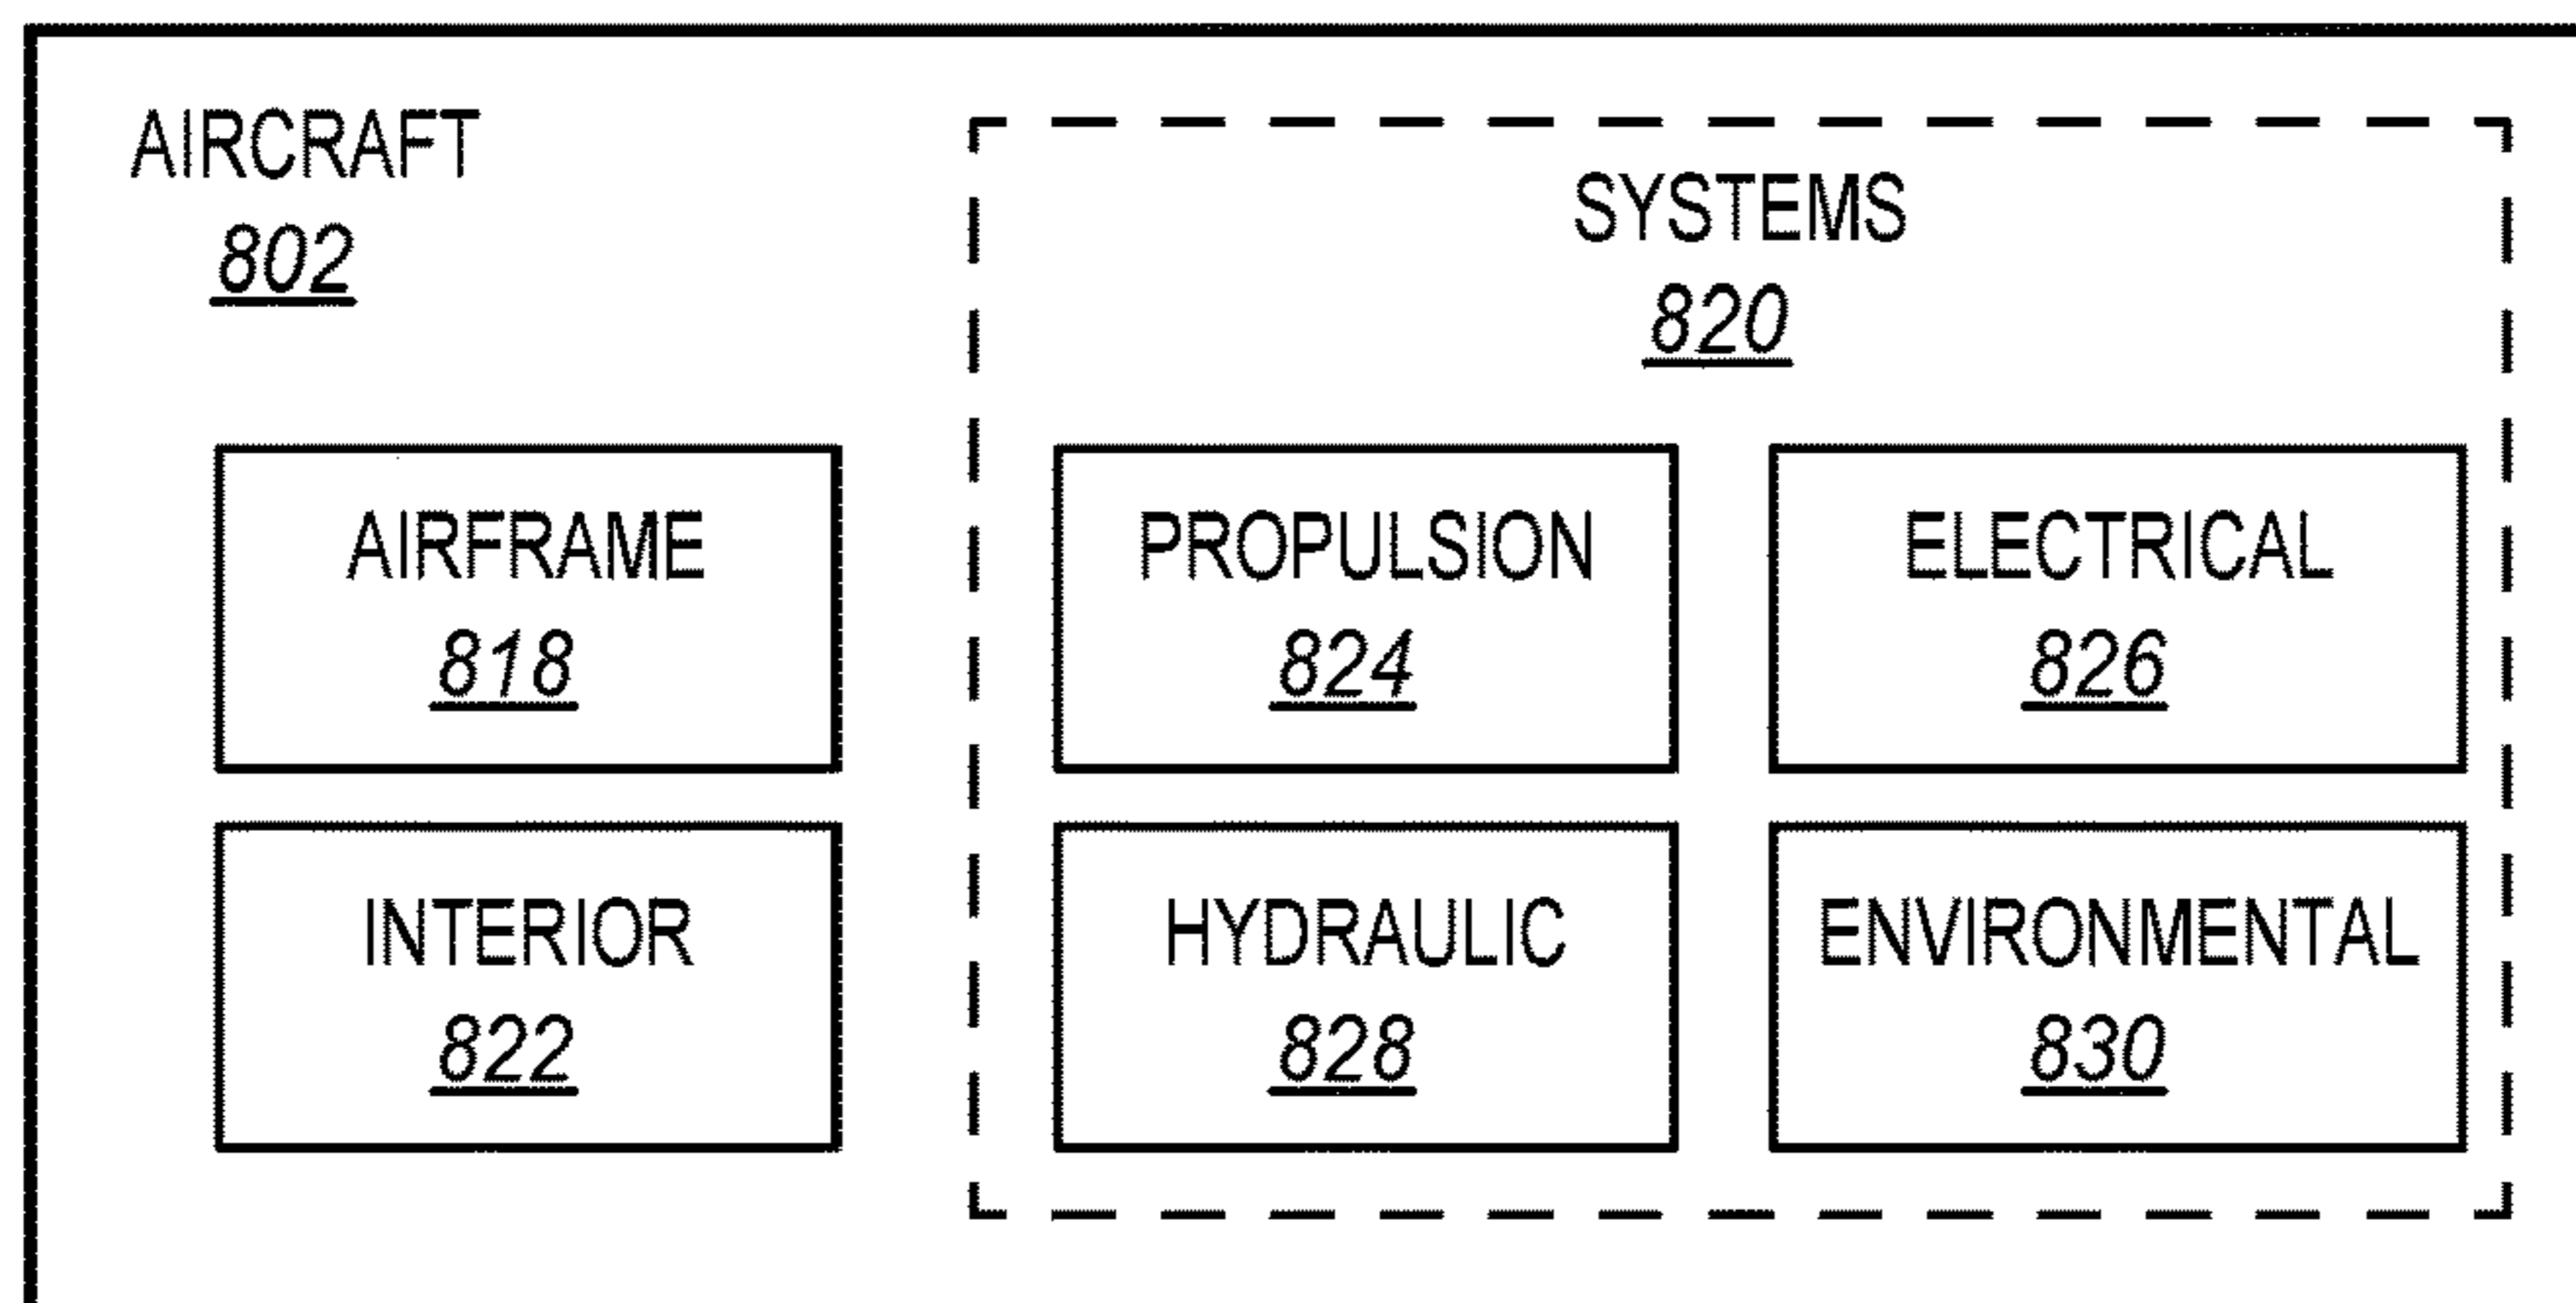 AIRCRAFT
802
SYSTEMS
820
AIRFRAME
818
PROPULSION
824
ELECTRICAL
826
INTERIOR
822
HYDRAULIC
828
ENVIRONMENTAL
830